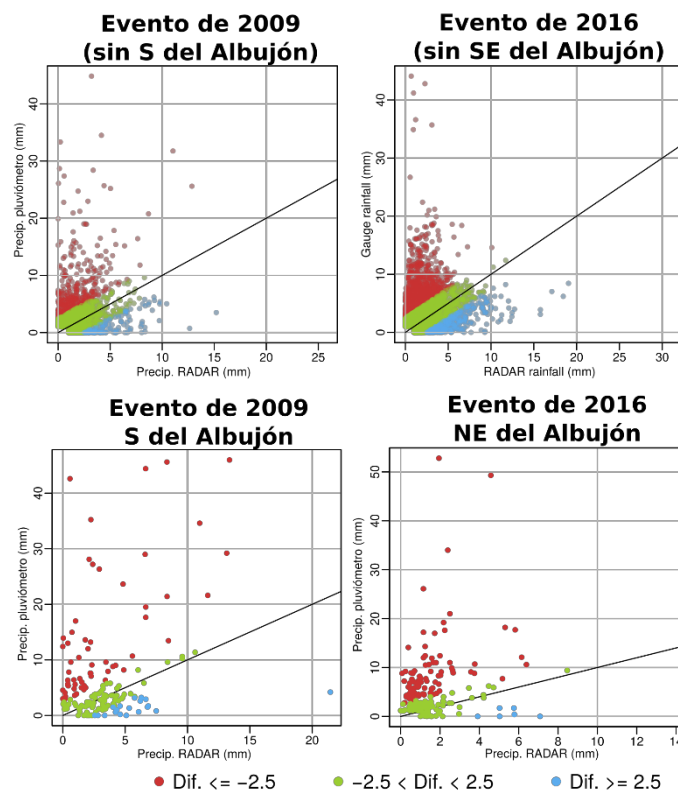 Evento de 2009
(sin S del Albujón)
Evento de 2016
(sin SE del Albujón)
Precip. pluviómetro (mm)
0 10 20 30 40
0 5 10 15 20 25
Precip. RADAR (mm)
Gauge rainfall (mm)
0 10 20 30 40
0 5 10 15 20 25 30
RADAR rainfall (mm)
Evento de 2009
S del Albujón
Evento de 2016
NE del Albujón
Precip. pluviómetro (mm)
0 10 20 30 40
0 5 10 15 20
Precip. RADAR (mm)
Precip. pluviómetro (mm)
0 10 20 30 40 50
0 2 4 6 8 10 12 14
Precip. RADAR (mm)
Dif. <= −2.5
−2.5 < Dif. < 2.5
Dif. >= 2.5